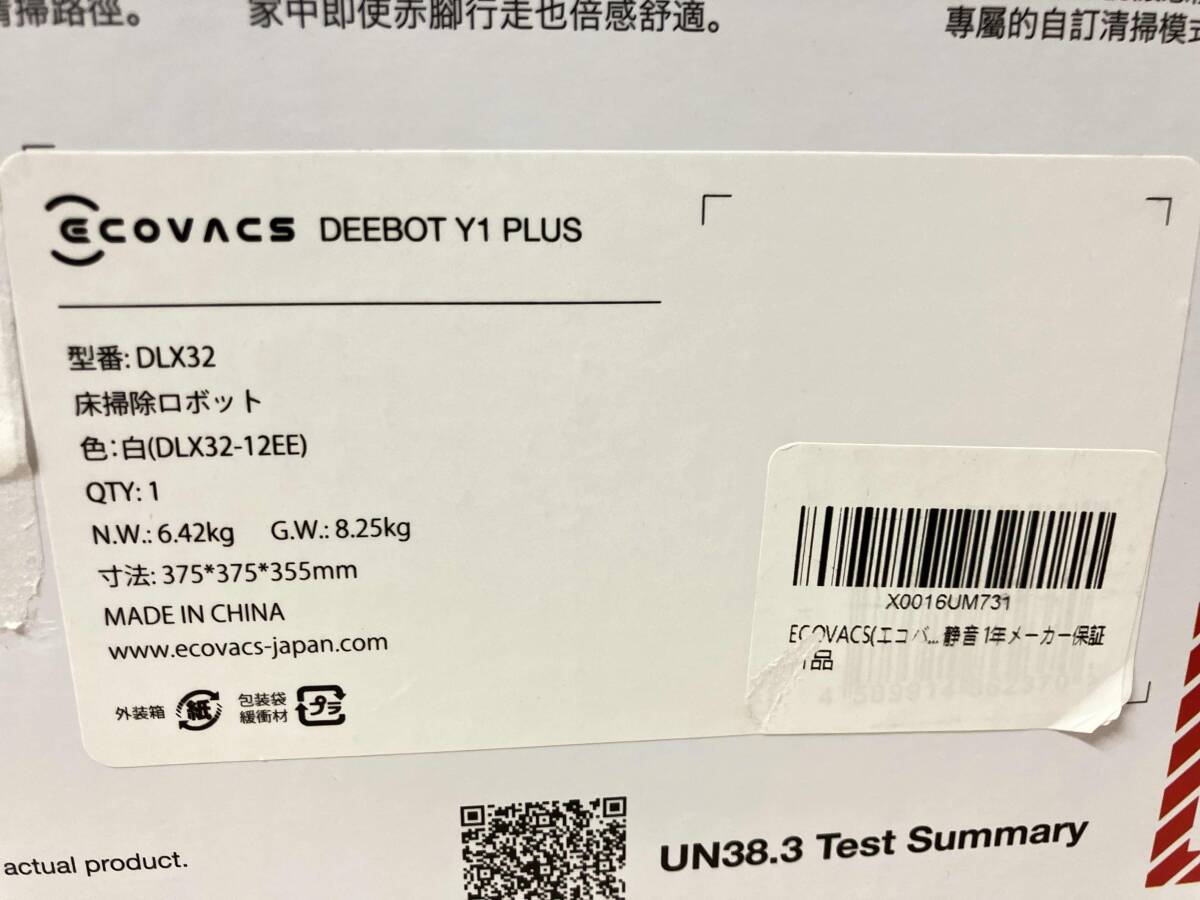 清掃路徑。
家中即使赤腳行走也倍感舒適。
專屬的自訂清掃模式
ECOVACS DEEBOT Y1 PLUS
型番: DLX32
床掃除ロボット
色：白(DLX32-12EE)
QTY: 1
N.W.: 6.42kg G.W.: 8.25kg
寸法: 375*375*355mm
MADE IN CHINA
www.ecovacs-japan.com
外装箱 紙 包装袋 緩衝材 プラ
X0016UM731
ECOVACS(エコバ... 静音 1年メーカー保証
品
actual product.
UN38.3 Test Summary